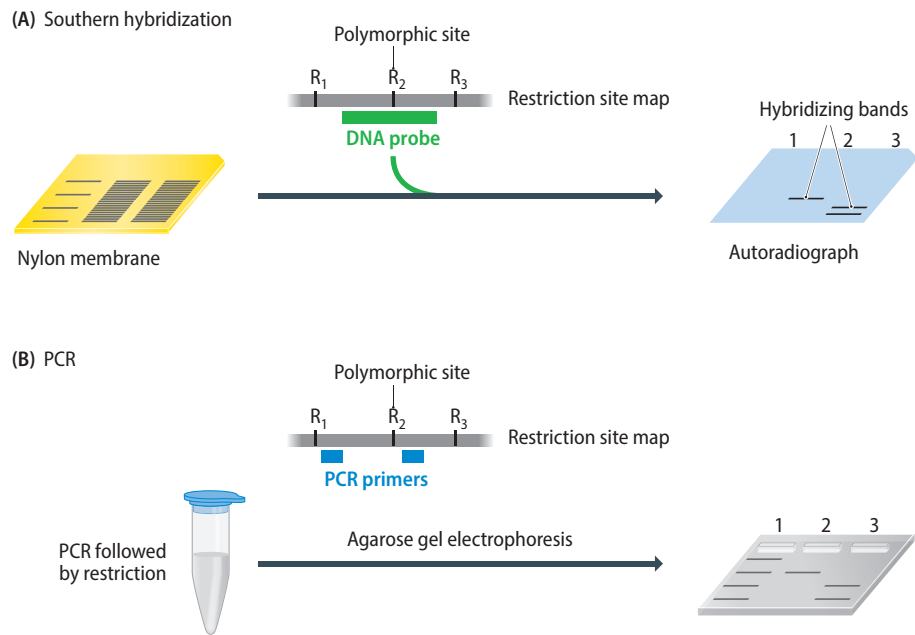 (A) Southern hybridization
Polymorphic site
R1 R2 R3
Restriction site map
DNA probe
Hybridizing bands
1 2 3
Nylon membrane
Autoradiograph
(B) PCR
Polymorphic site
R1 R2 R3
Restriction site map
PCR primers
PCR followed
by restriction
Agarose gel electrophoresis
1 2 3